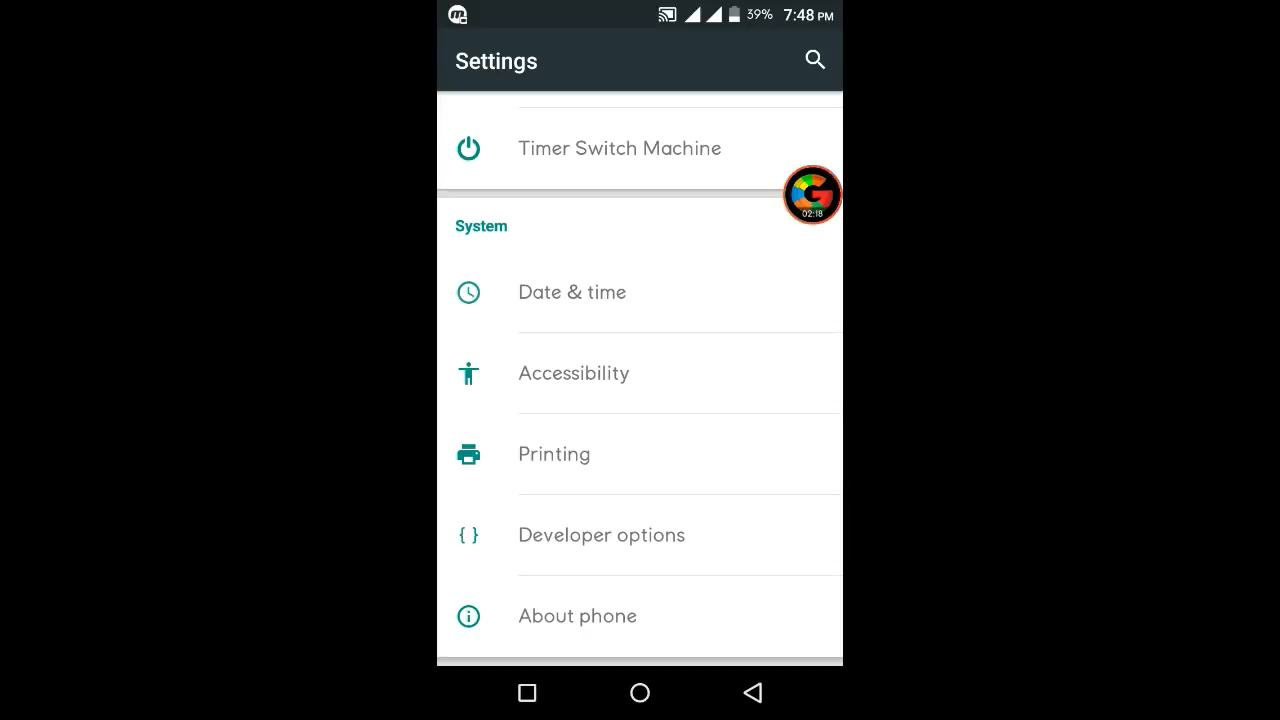 39% 7:48 PM
Settings
Timer Switch Machine
02:18
System
Date & time
Accessibility
Printing
Developer options
About phone